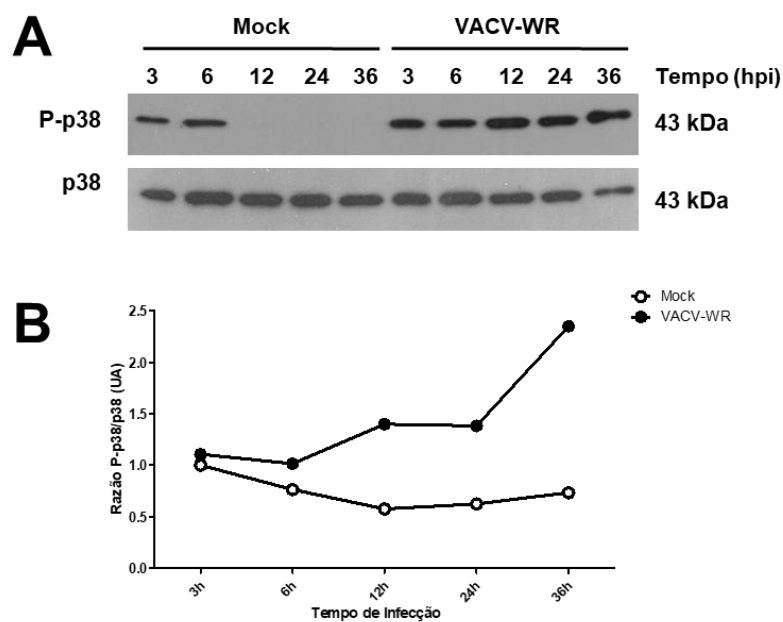 A
Mock VACV-WR
3 6 12 24 36 3 6 12 24 36 Tempo (hpi)
P-p38 43 kDa
p38 43 kDa
B
Mock
VACV-WR
Razão P-p38/p38 (UA)
2.5
2.0
1.5
1.0
0.5
0.0
3h 6h 12h 24h 36h
Tempo de Infecção